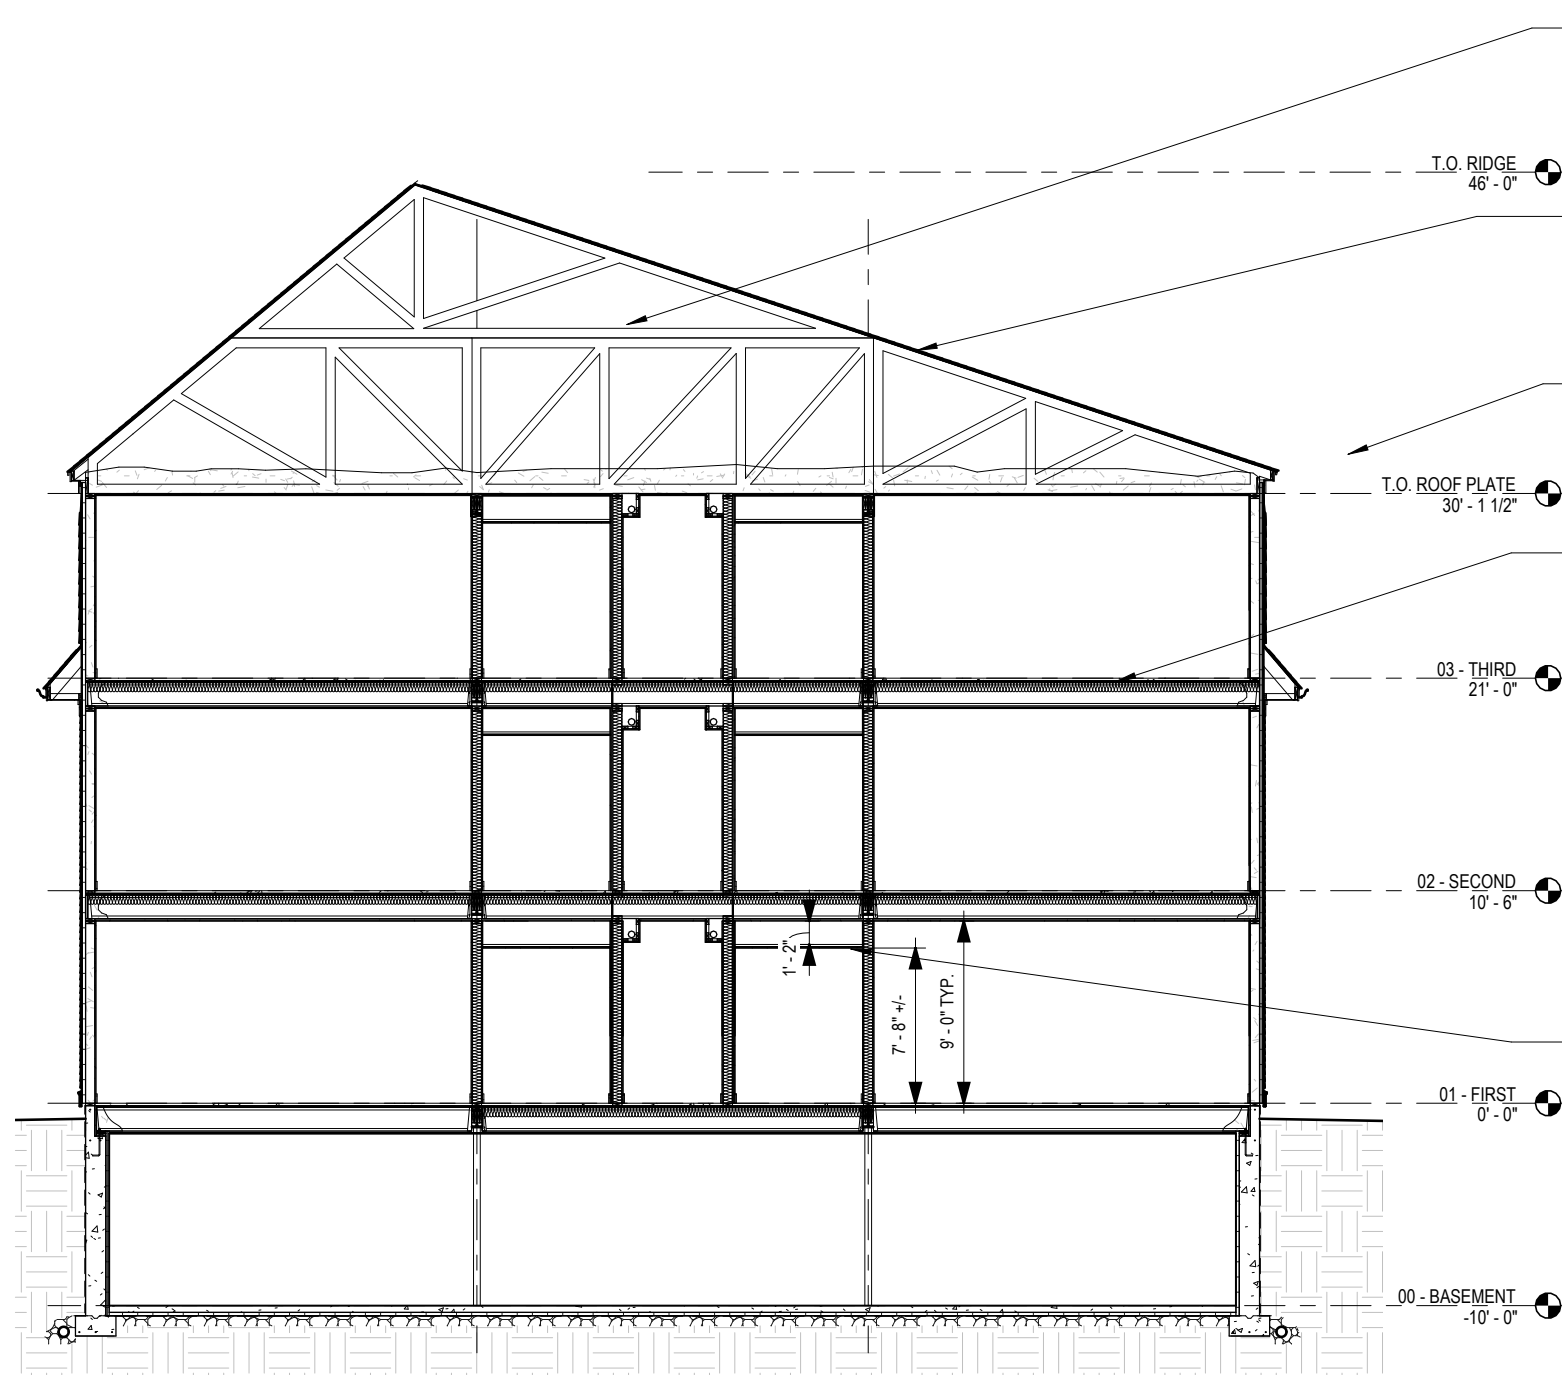 T.O. RIDGE
46' - 0"
T.O. ROOF PLATE
30' - 1 1/2"
03 - THIRD
21' - 0"
02 - SECOND
10' - 6"
1' - 2"
7' - 8" +/-
9' - 0" TYP.
01 - FIRST
0' - 0"
00 - BASEMENT
-10' - 0"